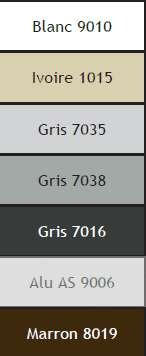 Blanc 9010
Ivoire 1015
Gris 7035
Gris 7038
Gris 7016
Alu AS 9006
Marron 8019